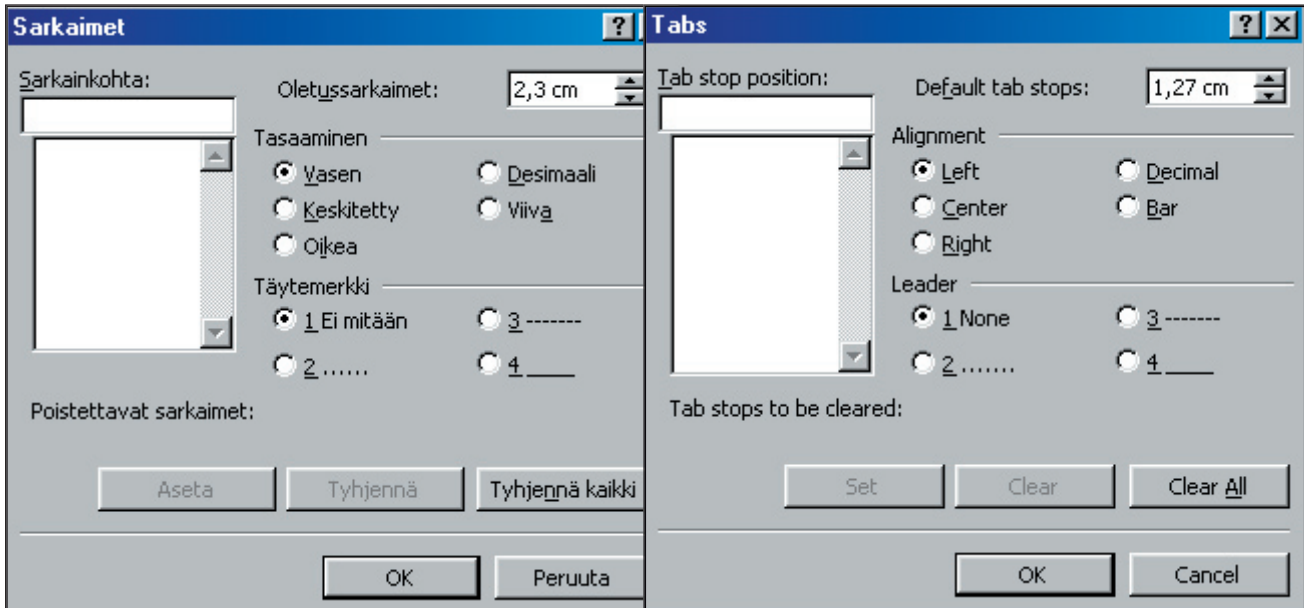 Sarkaimet
Sarkainkohta:
Oletussarkaimet: 2,3 cm
Tasaaminen
Vasen
Desimaali
Keskitetty
Viiva
Oikea
Täytemerkki
1 Ei mitään
3 -------
2 ......
4 ____
Poistettavat sarkaimet:
Aseta
Tyhjennä
Tyhjennä kaikki
OK
Peruuta
Tabs
Tab stop position:
Default tab stops: 1,27 cm
Alignment
Left
Decimal
Center
Bar
Right
Leader
1 None
3 -------
2 .......
4 ____
Tab stops to be cleared:
Set
Clear
Clear All
OK
Cancel